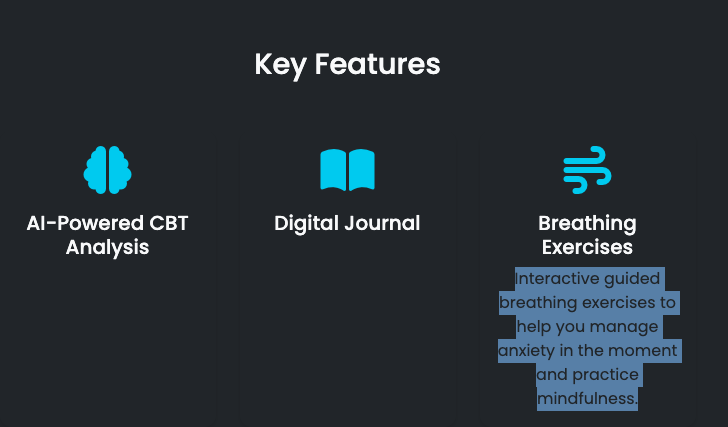 Key Features
AI-Powered CBT
Analysis
Digital Journal
Breathing
Exercises
Interactive guided
breathing exercises to
help you manage
anxiety in the moment
and practice
mindfulness.